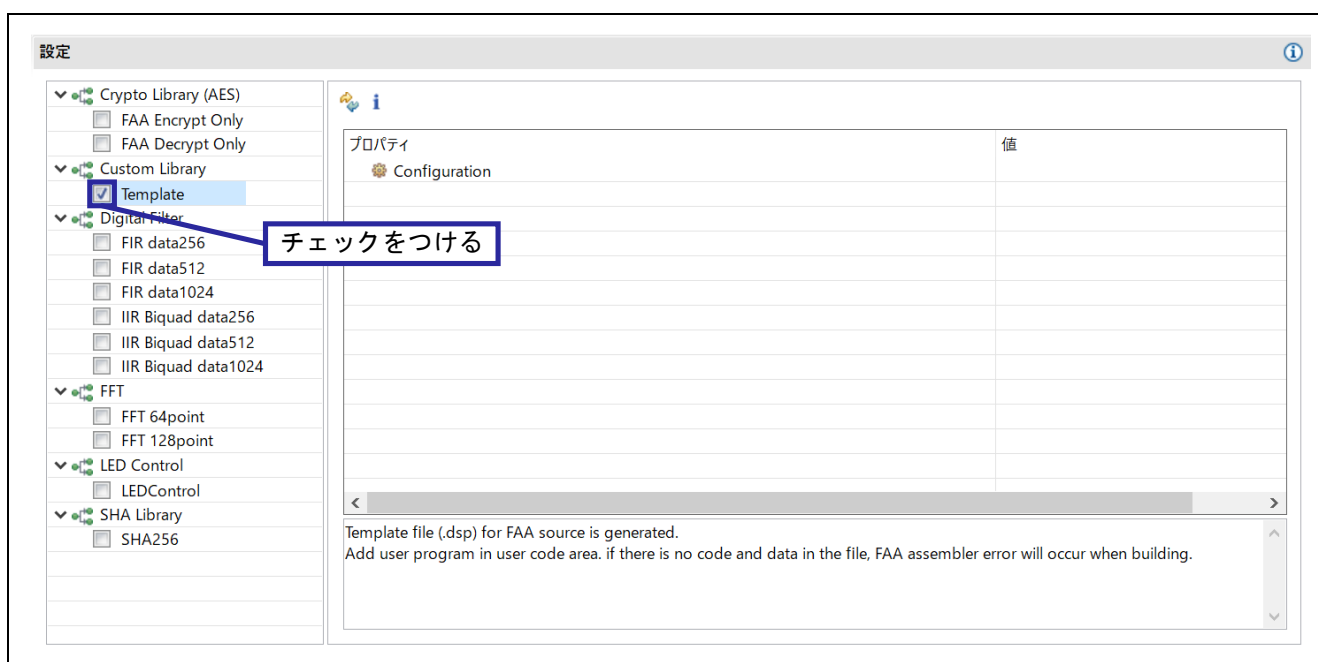 設定
Crypto Library (AES)
FAA Encrypt Only
FAA Decrypt Only
Custom Library
Template
Digital Filter
FIR data256
FIR data512
FIR data1024
IIR Biquad data256
IIR Biquad data512
IIR Biquad data1024
FFT
FFT 64point
FFT 128point
LED Control
LEDControl
SHA Library
SHA256
チェックをつける
プロパティ 値
Configuration
Template file (.dsp) for FAA source is generated.
Add user program in user code area. if there is no code and data in the file, FAA assembler error will occur when building.